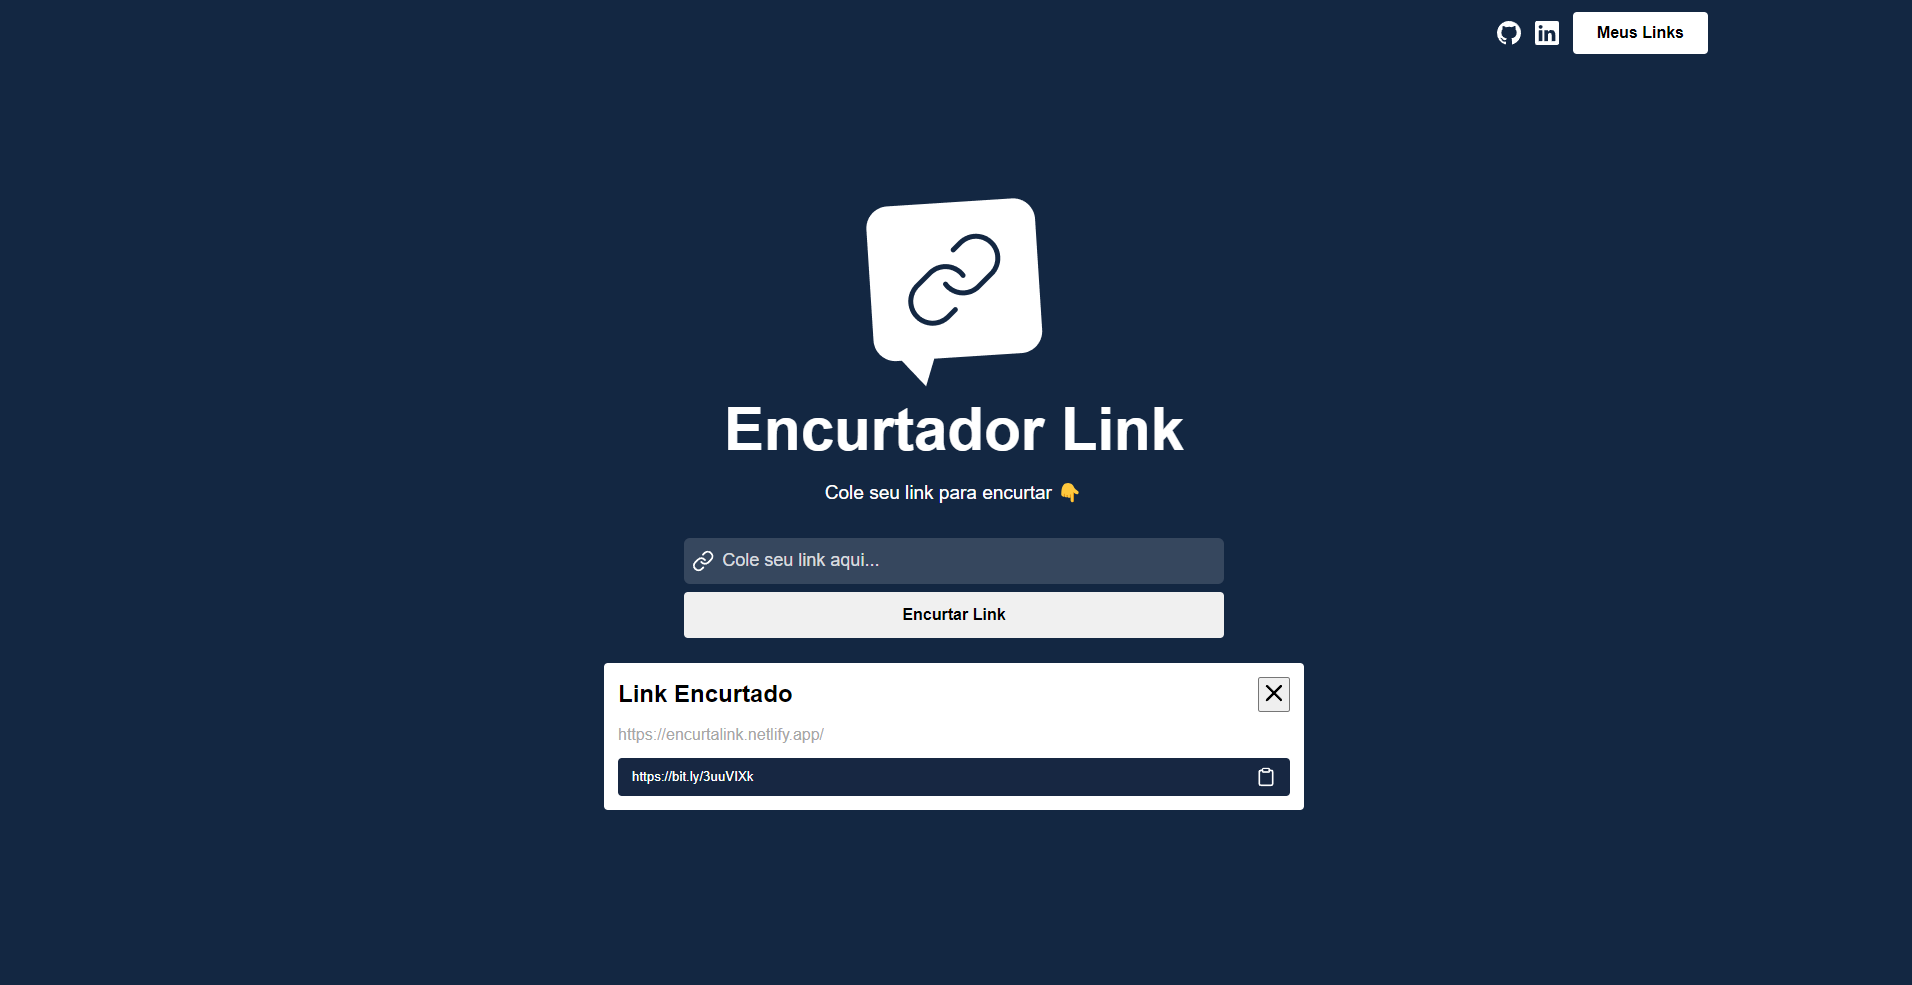 Meus Links
Encurtador Link
Cole seu link para encurtar 👇
Cole seu link aqui...
Encurtar Link
Link Encurtado
https://encurtalink.netlify.app/
https://bit.ly/3uuVIXk